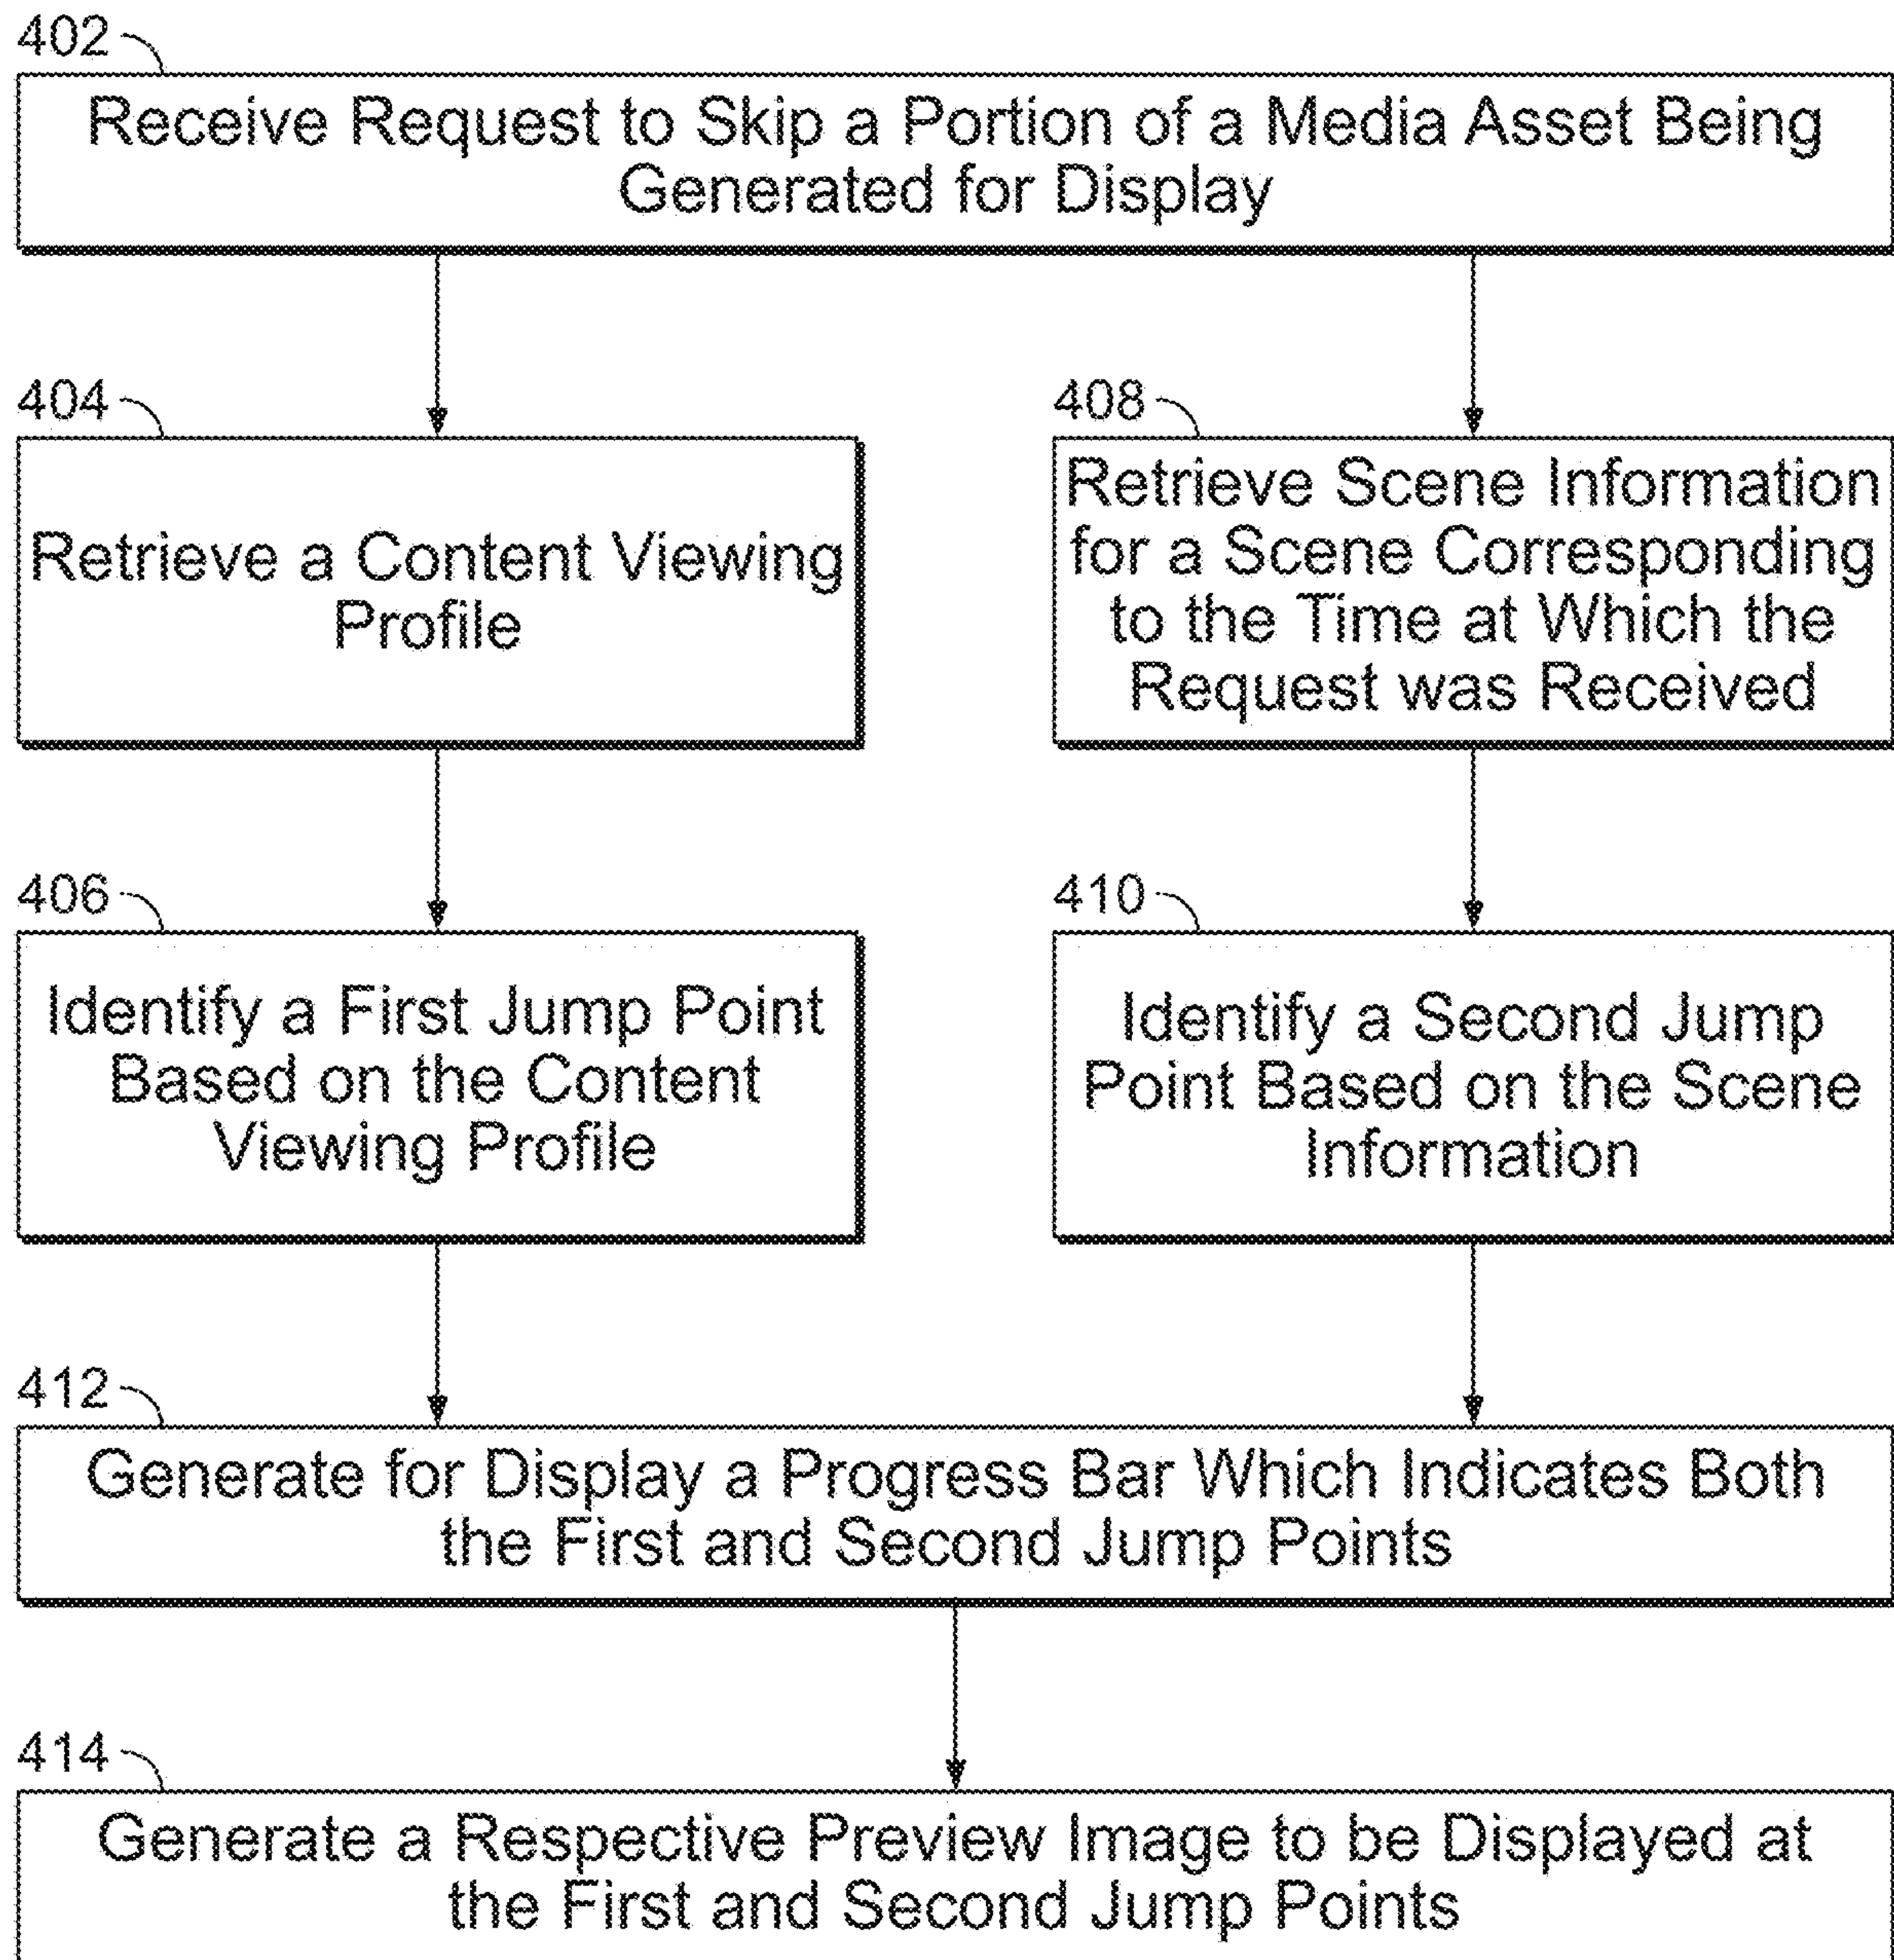 402
Receive Request to Skip a Portion of a Media Asset Being
Generated for Display
404
Retrieve a Content Viewing
Profile
408
Retrieve Scene Information
for a Scene Corresponding
to the Time at Which the
Request was Received
406
Identify a First Jump Point
Based on the Content
Viewing Profile
410
Identify a Second Jump
Point Based on the Scene
Information
412
Generate for Display a Progress Bar Which Indicates Both
the First and Second Jump Points
414
Generate a Respective Preview Image to be Displayed at
the First and Second Jump Points